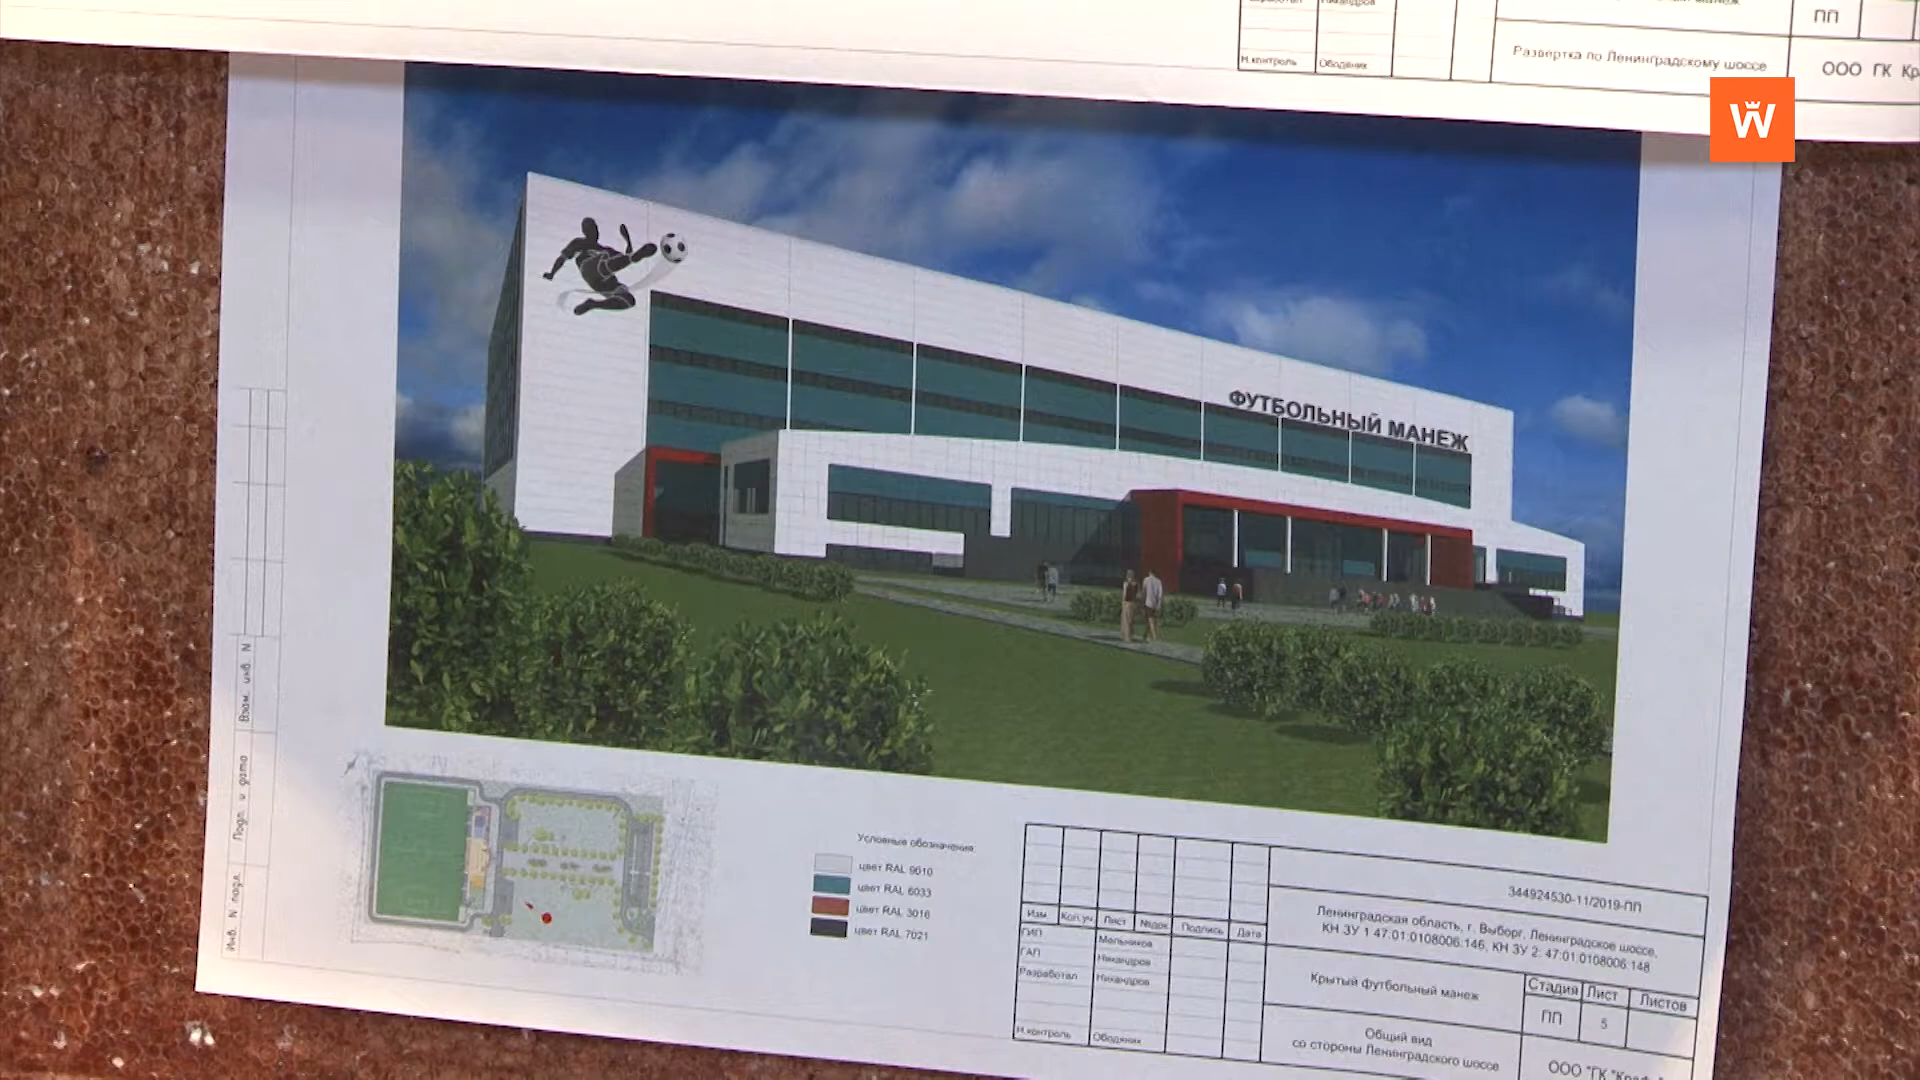 Никандров
ПП
Н.контроль
Ободяник
Развертка по Ленинградскому шоссе
ООО ГК
W
ФУТБОЛЬНЫЙ МАНЕЖ
Взам. инв. N
Подп. и дата
Инв. N подл.
Условные обозначения:
цвет RAL 9010
цвет RAL 6033
цвет RAL 3016
цвет RAL 7021
344924530-11/2019-ПП
Ленинградская область, г. Выборг, Ленинградское шоссе,
КН ЗУ 1 47:01:0108006:146, КН ЗУ 2: 47:01:0108006:148
Изм. Кол.уч Лист №док Подпись Дата
ГИП Мельников
ГАП Никандров
Разработал Никандров
Н.контроль Ободяник
Крытый футбольный манеж
Стадия Лист Листов
ПП 5
Общий вид
со стороны Ленинградского шоссе
ООО "ГК